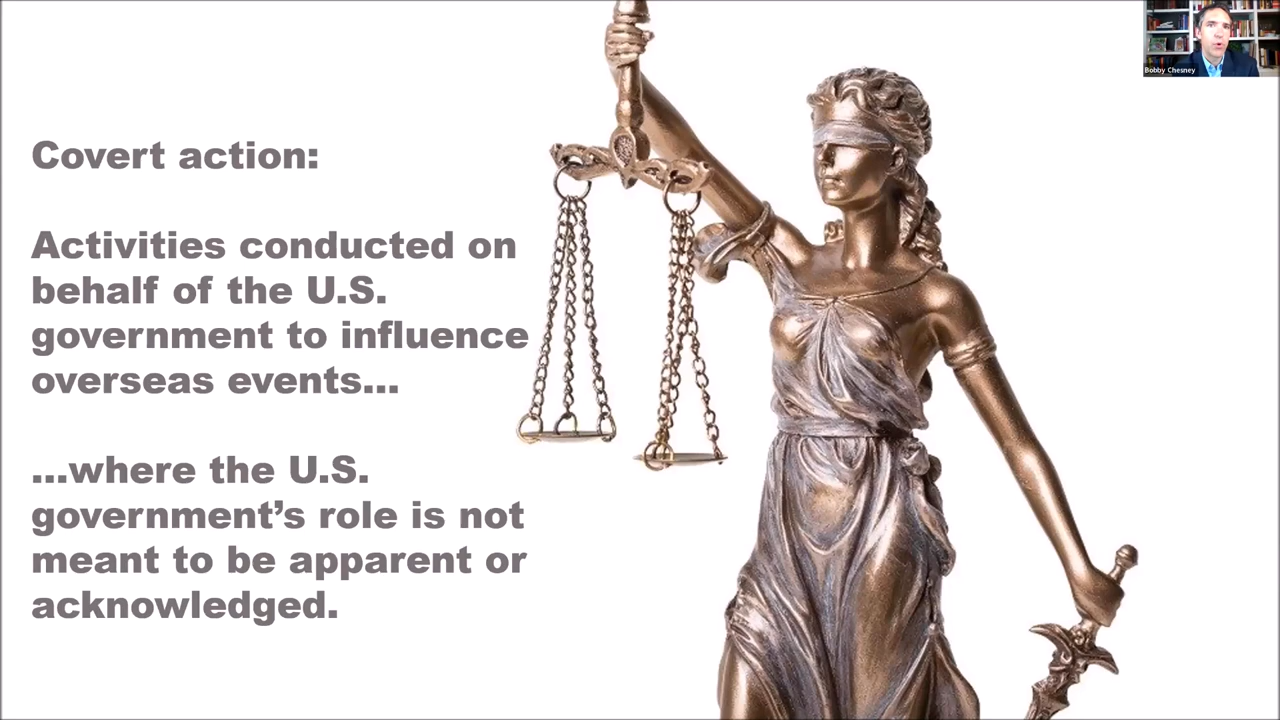 Bobby Chesney
Covert action:
Activities conducted on
behalf of the U.S.
government to influence
overseas events...
...where the U.S.
government’s role is not
meant to be apparent or
acknowledged.